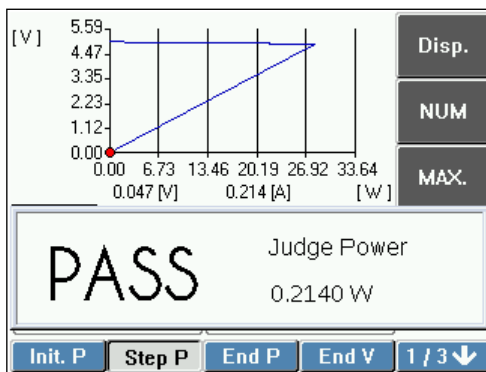 [V]
5.59
4.47
3.35
2.23
1.12
0.00
0.00 6.73 13.46 20.19 26.92 33.64
0.047 [V] 0.214 [A] [W]
Disp.
NUM
MAX.
PASS
Judge Power
0.2140 W
Init. P Step P End P End V 1 / 3